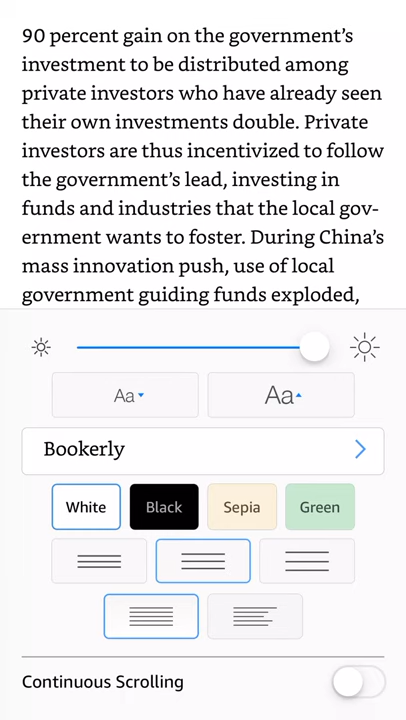 90 percent gain on the government’s
investment to be distributed among
private investors who have already seen
their own investments double. Private
investors are thus incentivized to follow
the government’s lead, investing in
funds and industries that the local gov-
ernment wants to foster. During China’s
mass innovation push, use of local
government guiding funds exploded,
Aa Aa
Bookerly
White Black Sepia Green
Continuous Scrolling